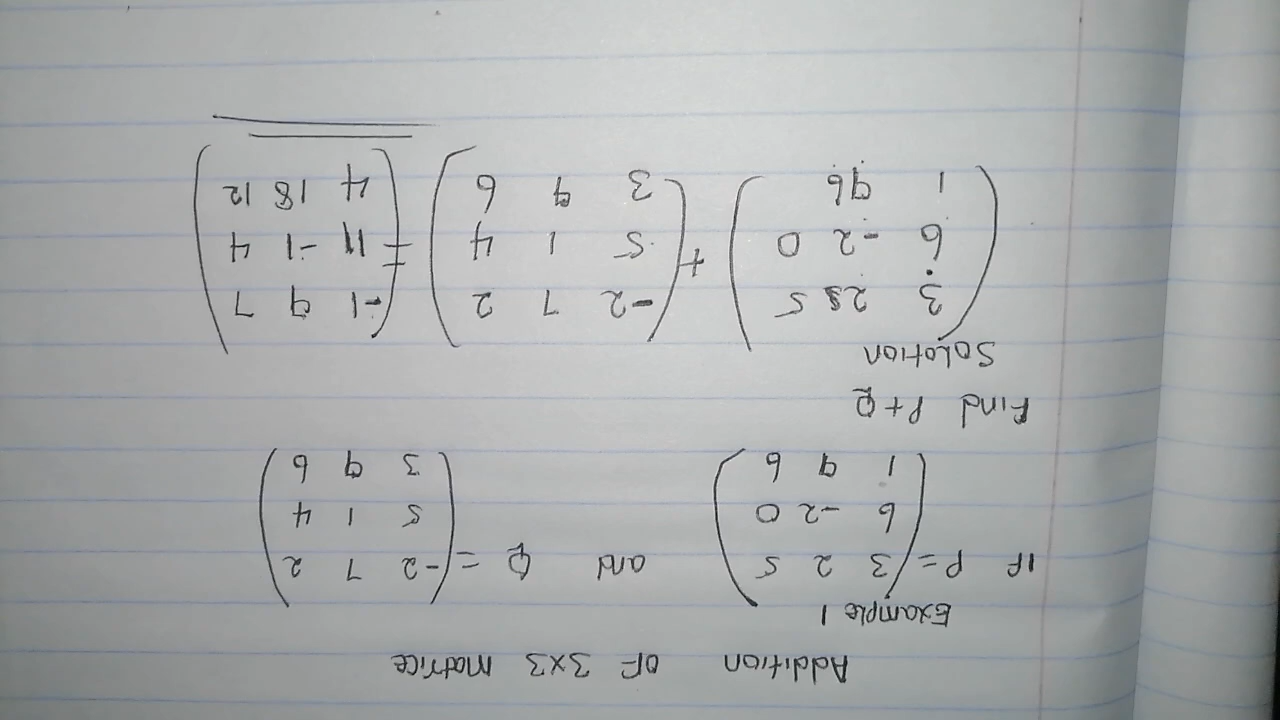 Addition OF 3x3 Matrice
Example 1
IF P = ( 3 2 5 ) and Q = ( -2 7 2 )
6 -2 0 5 1 4
1 9 6 3 9 6
Find P+Q
Solotion
3 2 5 -2 7 2 -1 9 7
6 -2 0 + 5 1 4 = 11 -1 4
1 9 6 3 9 6 4 18 12